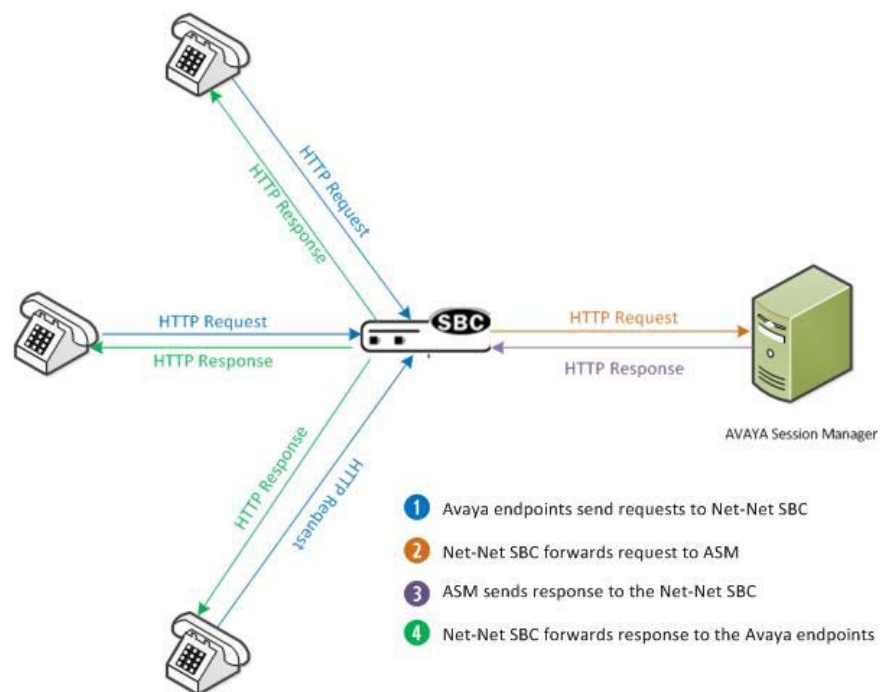 HTTP Request
HTTP Response
HTTP Request
HTTP Response
SBC
HTTP Request
HTTP Response
AVAYA Session Manager
HTTP Response
HTTP Request
1 Avaya endpoints send requests to Net-Net SBC
2 Net-Net SBC forwards request to ASM
3 ASM sends response to the Net-Net SBC
4 Net-Net SBC forwards response to the Avaya endpoints